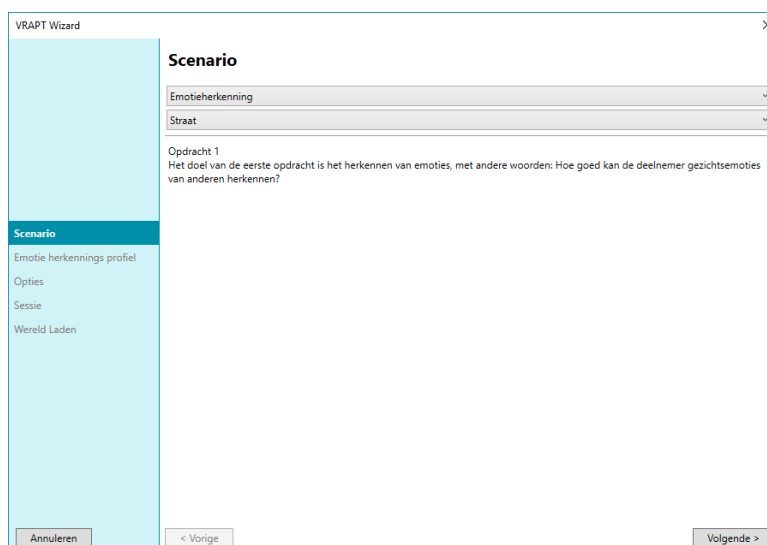 VRAPT Wizard
Scenario
Emotieherkenning
Straat
Opdracht 1
Het doel van de eerste opdracht is het herkennen van emoties, met andere woorden: Hoe goed kan de deelnemer gezichtsemoties
van anderen herkennen?
Scenario
Emotie herkennings profiel
Opties
Sessie
Wereld Laden
Annuleren
< Vorige
Volgende >